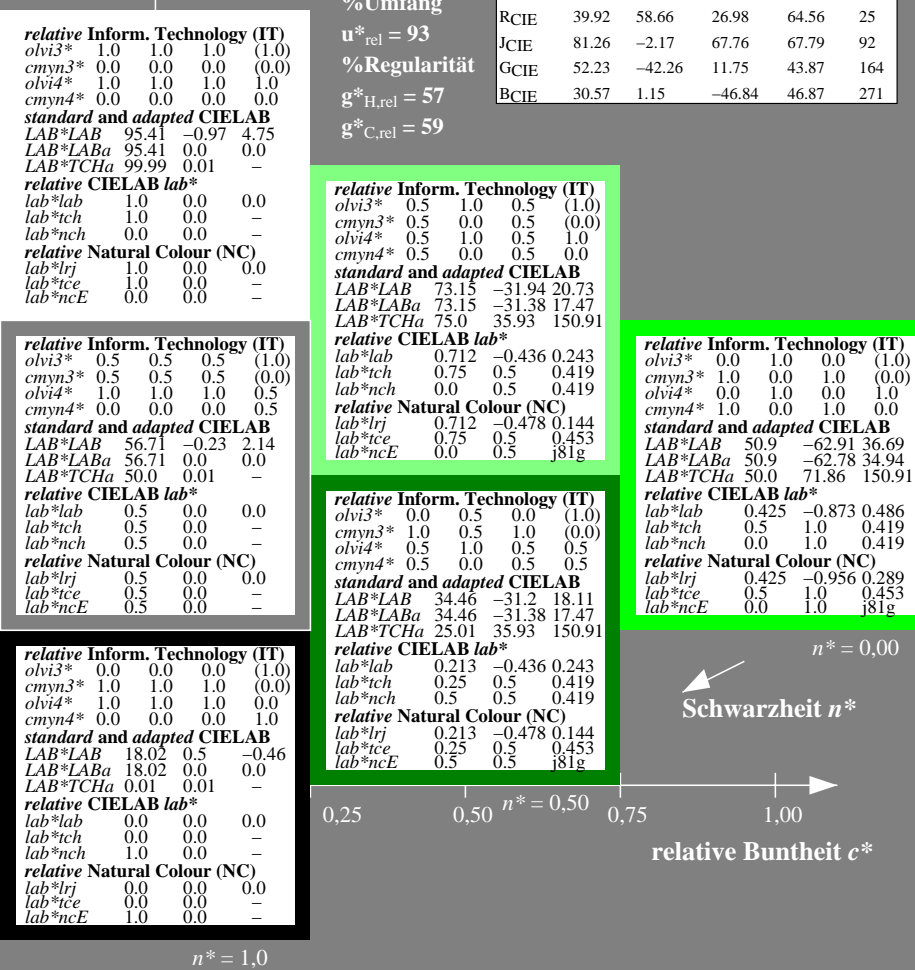 %Umfang
u*rel = 93
%Regularität
g*H,rel = 57
g*C,rel = 59
RCIE 39.92 58.66 26.98 64.56 25
JCIE 81.26 −2.17 67.76 67.79 92
GCIE 52.23 −42.26 11.75 43.87 164
BCIE 30.57 1.15 −46.84 46.87 271
relative Inform. Technology (IT)
olvi3* 1.0 1.0 1.0 (1.0)
cmyn3* 0.0 0.0 0.0 (0.0)
olvi4* 1.0 1.0 1.0 1.0
cmyn4* 0.0 0.0 0.0 0.0
standard and adapted CIELAB
LAB*LAB 95.41 −0.97 4.75
LAB*LABa 95.41 0.0 0.0
LAB*TCHa 99.99 0.01 −
relative CIELAB lab*
lab*lab 1.0 0.0 0.0
lab*tch 1.0 0.0 −
lab*nch 0.0 0.0 −
relative Natural Colour (NC)
lab*lrj 1.0 0.0 0.0
lab*tce 1.0 0.0 −
lab*ncE 0.0 0.0 −
relative Inform. Technology (IT)
olvi3* 0.5 1.0 0.5 (1.0)
cmyn3* 0.5 0.0 0.5 (0.0)
olvi4* 0.5 1.0 0.5 1.0
cmyn4* 0.5 0.0 0.5 0.0
standard and adapted CIELAB
LAB*LAB 73.15 −31.94 20.73
LAB*LABa 73.15 −31.38 17.47
LAB*TCHa 75.0 35.93 150.91
relative CIELAB lab*
lab*lab 0.712 −0.436 0.243
lab*tch 0.75 0.5 0.419
lab*nch 0.0 0.5 0.419
relative Natural Colour (NC)
lab*lrj 0.712 −0.478 0.144
lab*tce 0.75 0.5 0.453
lab*ncE 0.0 0.5 j81g
relative Inform. Technology (IT)
olvi3* 0.5 0.5 0.5 (1.0)
cmyn3* 0.5 0.5 0.5 (0.0)
olvi4* 1.0 1.0 1.0 0.5
cmyn4* 0.0 0.0 0.0 0.5
standard and adapted CIELAB
LAB*LAB 56.71 −0.23 2.14
LAB*LABa 56.71 0.0 0.0
LAB*TCHa 50.0 0.01 −
relative CIELAB lab*
lab*lab 0.5 0.0 0.0
lab*tch 0.5 0.0 −
lab*nch 0.5 0.0 −
relative Natural Colour (NC)
lab*lrj 0.5 0.0 0.0
lab*tce 0.5 0.0 −
lab*ncE 0.5 0.0 −
relative Inform. Technology (IT)
olvi3* 0.0 1.0 0.0 (1.0)
cmyn3* 1.0 0.0 1.0 (0.0)
olvi4* 0.0 1.0 0.0 1.0
cmyn4* 1.0 0.0 1.0 0.0
standard and adapted CIELAB
LAB*LAB 50.9 −62.91 36.69
LAB*LABa 50.9 −62.78 34.94
LAB*TCHa 50.0 71.86 150.91
relative CIELAB lab*
lab*lab 0.425 −0.873 0.486
lab*tch 0.5 1.0 0.419
lab*nch 0.0 1.0 0.419
relative Natural Colour (NC)
lab*lrj 0.425 −0.956 0.289
lab*tce 0.5 1.0 0.453
lab*ncE 0.0 1.0 j81g
relative Inform. Technology (IT)
olvi3* 0.0 0.5 0.0 (1.0)
cmyn3* 1.0 0.5 1.0 (0.0)
olvi4* 0.5 1.0 0.5 0.5
cmyn4* 0.5 0.0 0.5 0.5
standard and adapted CIELAB
LAB*LAB 34.46 −31.2 18.11
LAB*LABa 34.46 −31.38 17.47
LAB*TCHa 25.01 35.93 150.91
relative CIELAB lab*
lab*lab 0.213 −0.436 0.243
lab*tch 0.25 0.5 0.419
lab*nch 0.5 0.5 0.419
relative Natural Colour (NC)
lab*lrj 0.213 −0.478 0.144
lab*tce 0.25 0.5 0.453
lab*ncE 0.5 0.5 j81g
relative Inform. Technology (IT)
olvi3* 0.0 0.0 0.0 (1.0)
cmyn3* 1.0 1.0 1.0 (0.0)
olvi4* 1.0 1.0 1.0 0.0
cmyn4* 0.0 0.0 0.0 1.0
standard and adapted CIELAB
LAB*LAB 18.02 0.5 −0.46
LAB*LABa 18.02 0.0 0.0
LAB*TCHa 0.01 0.01 −
relative CIELAB lab*
lab*lab 0.0 0.0 0.0
lab*tch 0.0 0.0 −
lab*nch 1.0 0.0 −
relative Natural Colour (NC)
lab*lrj 0.0 0.0 0.0
lab*tce 0.0 0.0 −
lab*ncE 1.0 0.0 −
n* = 0,00
Schwarzheit n*
n* = 0,50
0,25 0,50 0,75 1,00
relative Buntheit c*
n* = 1,0